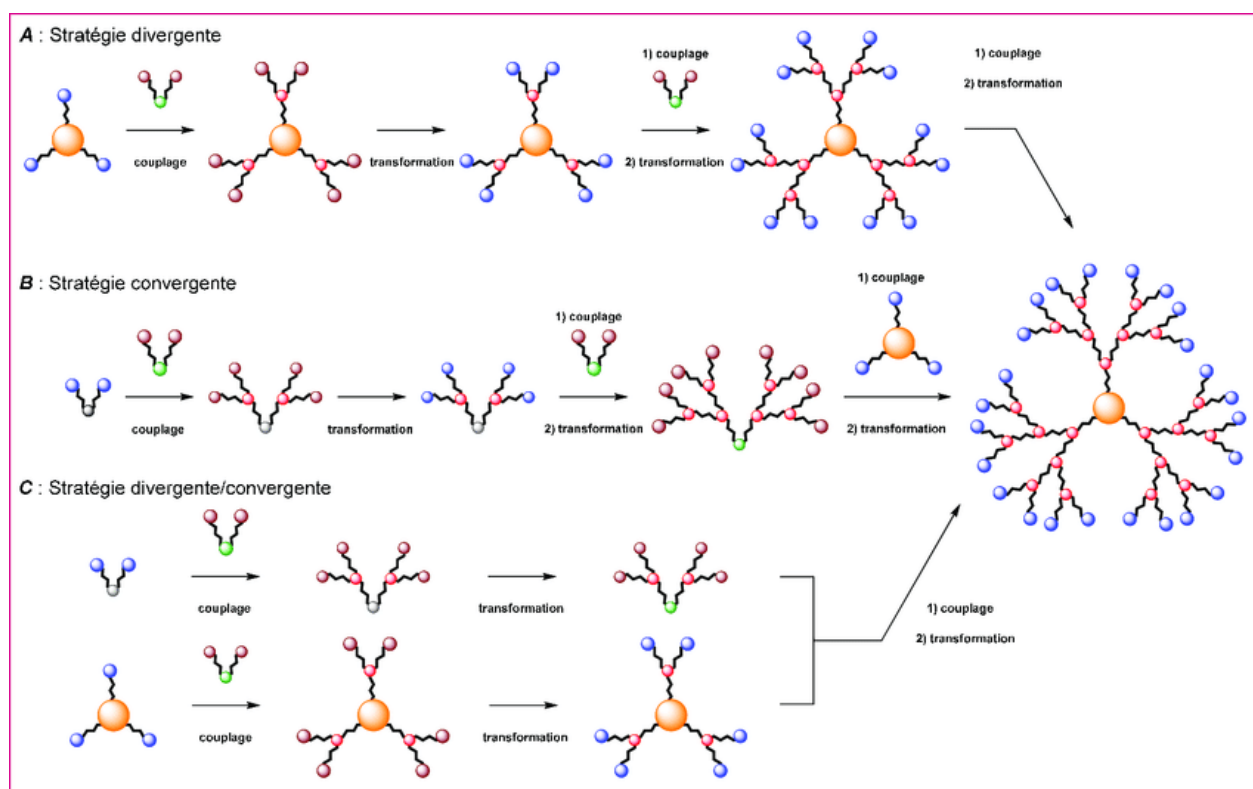 A : Stratégie divergente
1) couplage
1) couplage
2) transformation
couplage
transformation
2) transformation
B : Stratégie convergente
1) couplage
1) couplage
couplage
transformation
2) transformation
2) transformation
C : Stratégie divergente/convergente
couplage
transformation
1) couplage
2) transformation
couplage
transformation